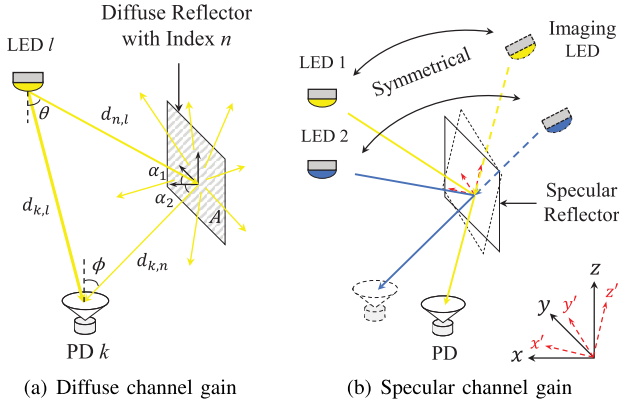 Diffuse Reflector
with Index n
LED l
θ
d_{n,l}
α_1
α_2
A
d_{k,l}
d_{k,n}
ϕ
PD k
(a) Diffuse channel gain
Imaging
LED
LED 1
Symmetrical
LED 2
Specular
Reflector
PD
z
z'
y
y'
x'
x
(b) Specular channel gain